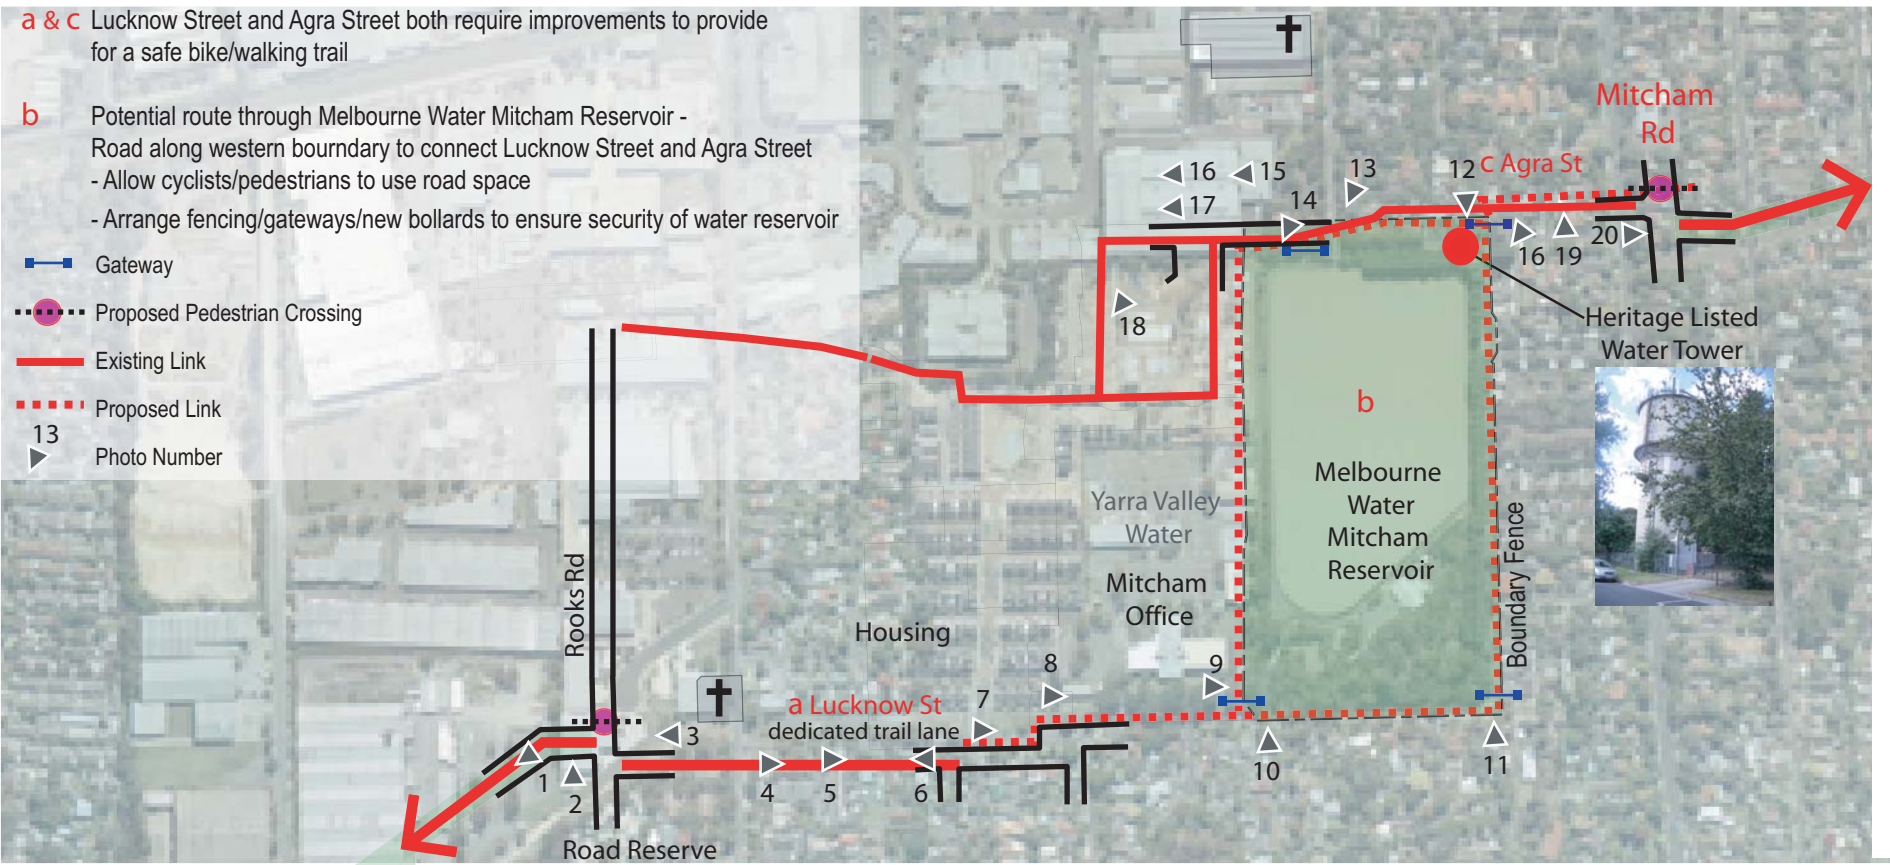 a & c Lucknow Street and Agra Street both require improvements to provide
for a safe bike/walking trail
b Potential route through Melbourne Water Mitcham Reservoir -
Road along western bourndary to connect Lucknow Street and Agra Street
- Allow cyclists/pedestrians to use road space
- Arrange fencing/gateways/new bollards to ensure security of water reservoir
Gateway
Proposed Pedestrian Crossing
Existing Link
Proposed Link
13
Photo Number
Mitcham
Rd
c Agra St
16
15
13
12
17
14
16
19
20
18
Heritage Listed
Water Tower
b
Melbourne
Water
Mitcham
Reservoir
Yarra Valley
Water
Mitcham
Office
Boundary Fence
Rooks Rd
Housing
a Lucknow St
dedicated trail lane
7
8
9
3
1
2
4
5
6
10
11
Road Reserve